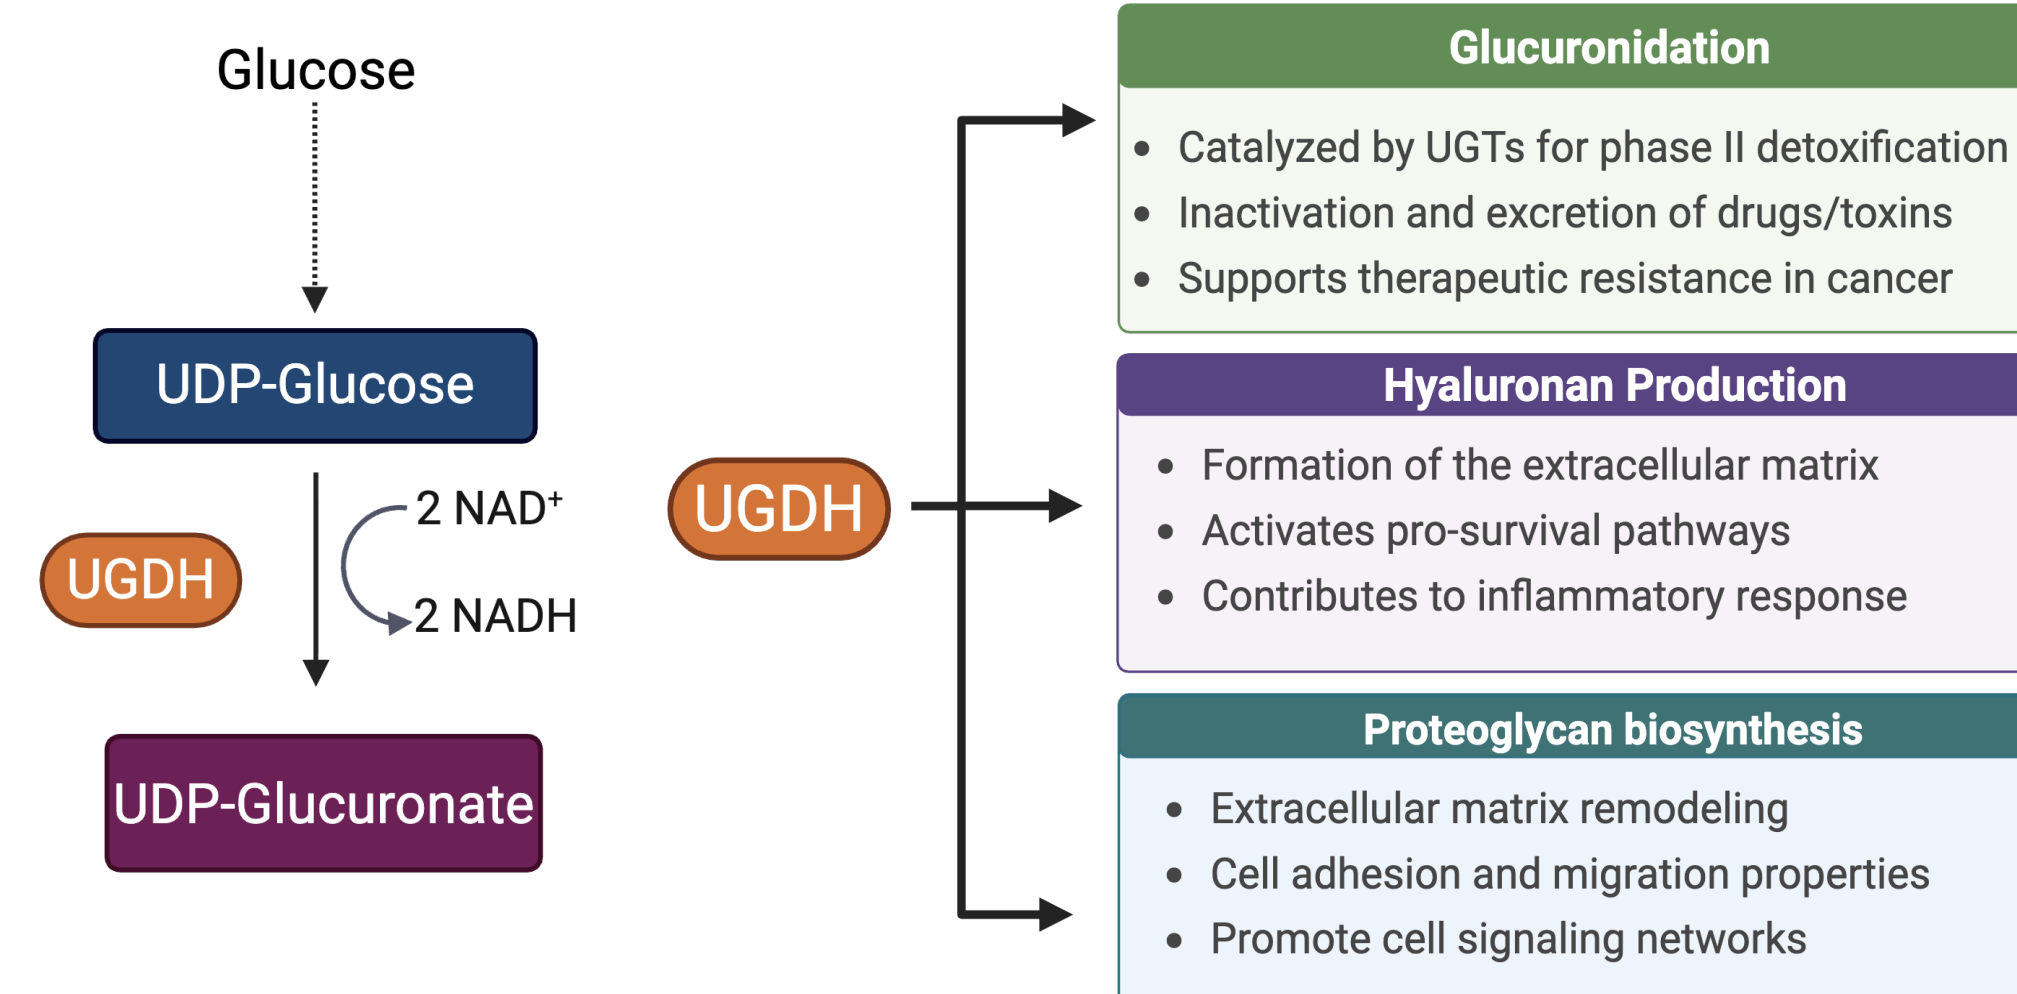 Glucose
UDP-Glucose
2 NAD⁺
UGDH
2 NADH
UDP-Glucuronate
UGDH
Glucuronidation
• Catalyzed by UGTs for phase II detoxification
• Inactivation and excretion of drugs/toxins
• Supports therapeutic resistance in cancer
Hyaluronan Production
• Formation of the extracellular matrix
• Activates pro-survival pathways
• Contributes to inflammatory response
Proteoglycan biosynthesis
• Extracellular matrix remodeling
• Cell adhesion and migration properties
• Promote cell signaling networks